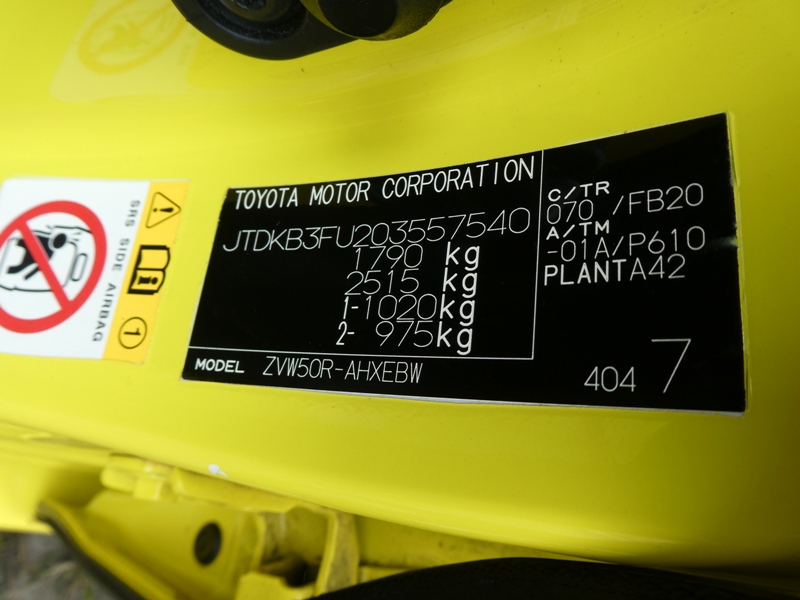 TOYOTA MOTOR CORPORATION
JTDKB3FU203557540
1790 kg
2515 kg
1-1020kg
2- 975kg
MODEL ZVW50R-AHXEBW
C/TR
070 /FB20
A/TM
-01A/P610
PLANTA42
404 7
SRS SIDE AIRBAG
1